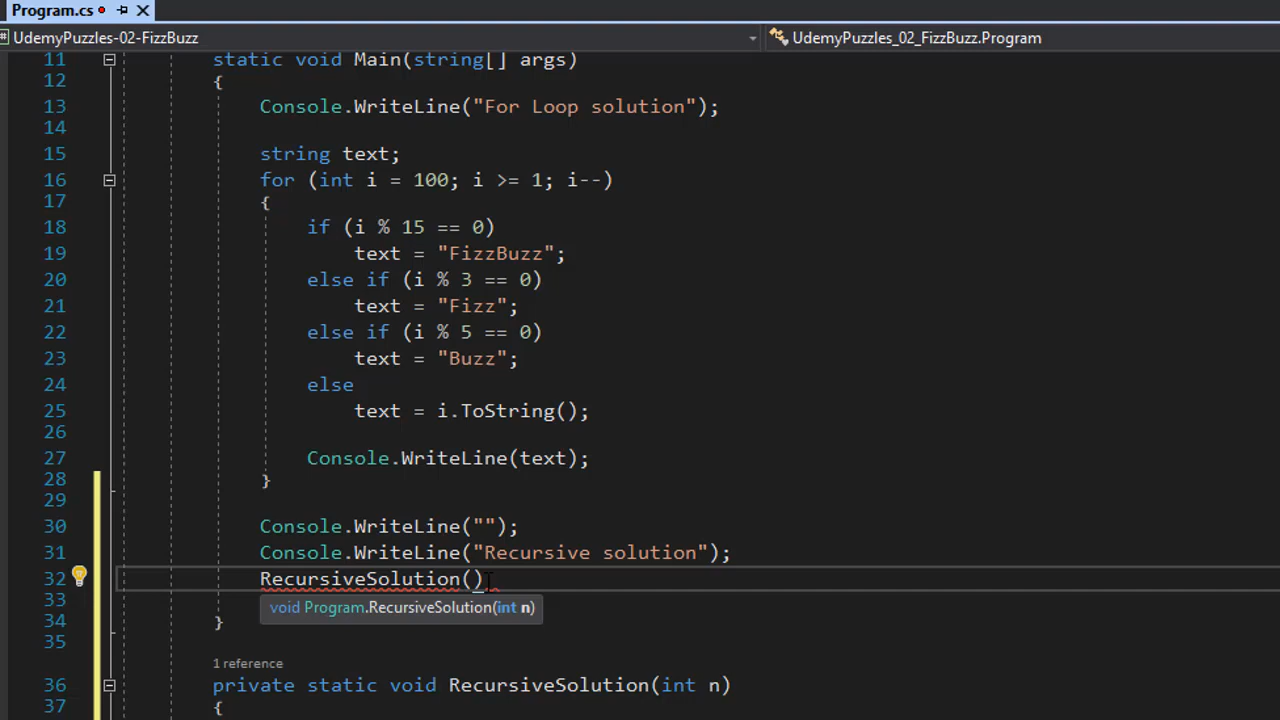 Program.cs
UdemyPuzzles-02-FizzBuzz UdemyPuzzles_02_FizzBuzz.Program
11 static void Main(string[] args)
12 {
13 Console.WriteLine("For Loop solution");
14
15 string text;
16 for (int i = 100; i >= 1; i--)
17 {
18 if (i % 15 == 0)
19 text = "FizzBuzz";
20 else if (i % 3 == 0)
21 text = "Fizz";
22 else if (i % 5 == 0)
23 text = "Buzz";
24 else
25 text = i.ToString();
26
27 Console.WriteLine(text);
28 }
29
30 Console.WriteLine("");
31 Console.WriteLine("Recursive solution");
32 RecursiveSolution()
33 void Program.RecursiveSolution(int n)
34 }
35
1 reference
36 private static void RecursiveSolution(int n)
37 {